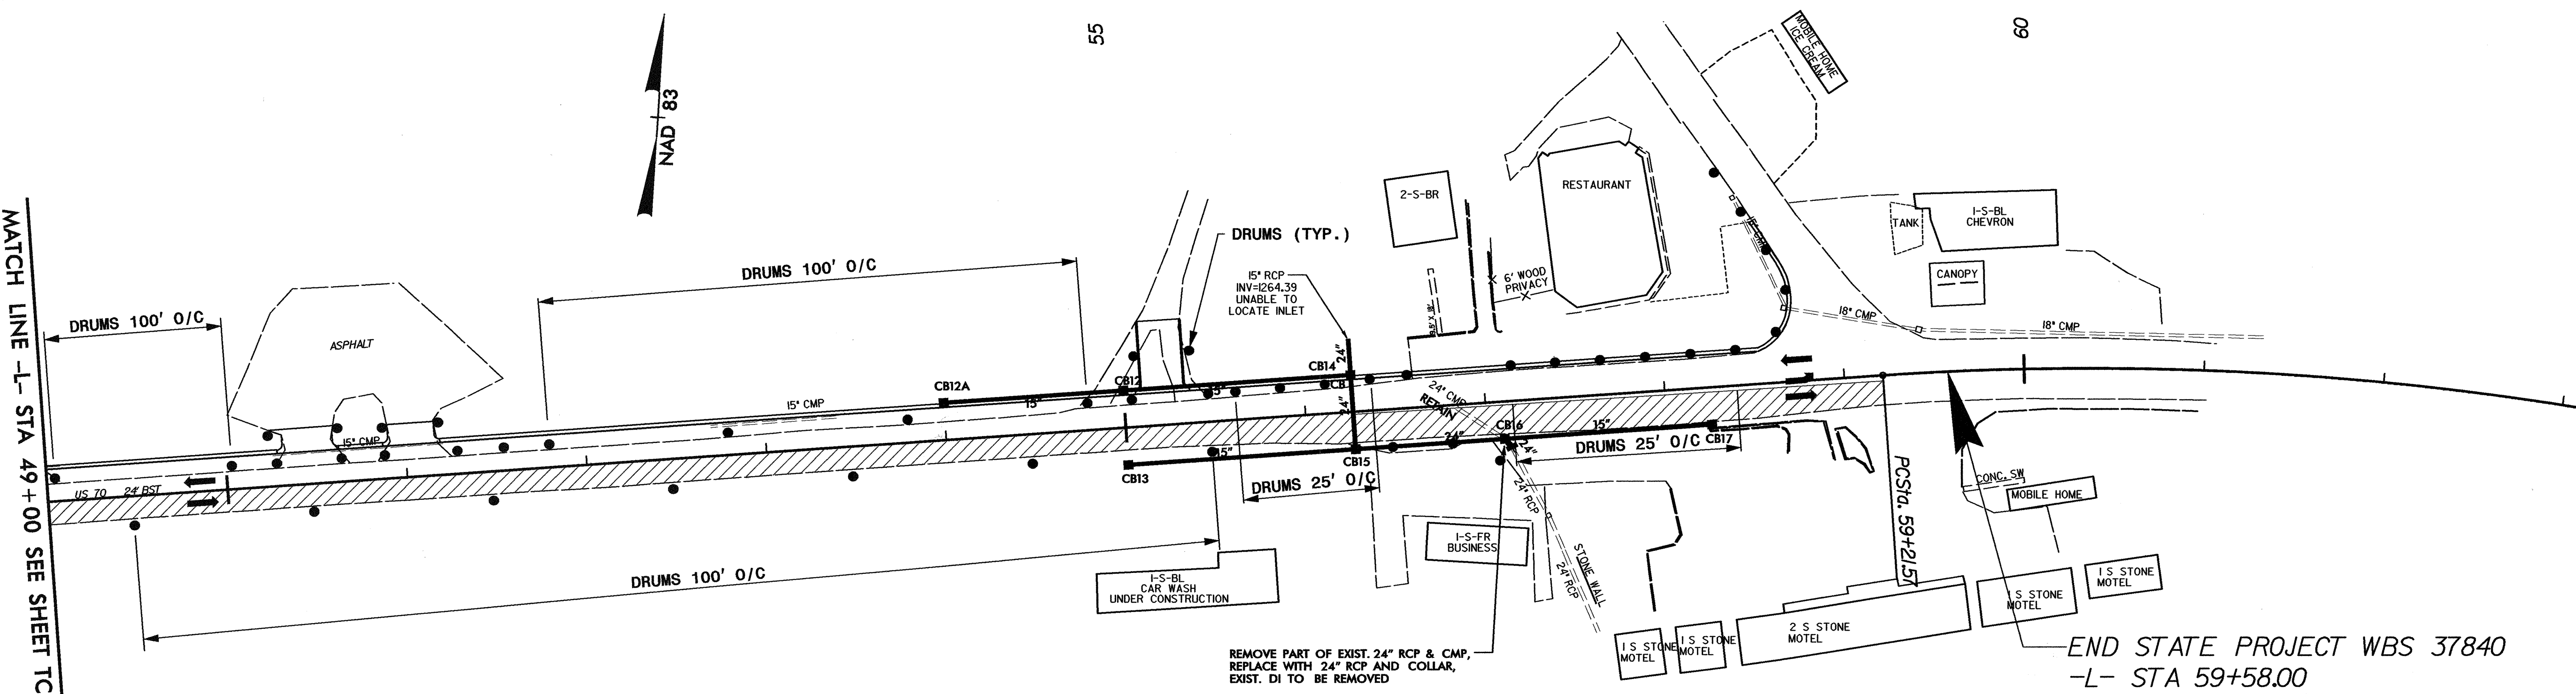 MATCH LINE -L- STA 49+00 SEE SHEET TC
DRUMS 100' O/C
ASPHALT
15" CMP
US 70 24' BST
DRUMS 100' O/C
NAD 83
DRUMS 100' O/C
15" CMP
CB12A
15"
CB12
55
DRUMS (TYP.)
15" RCP
INV=1264.39
UNABLE TO
LOCATE INLET
15"
CB14
CB
24"
24"
15"
CB13
CB15
DRUMS 25' O/C
24"
24" CMP
RETAIN
CB16
24"
15"
DRUMS 25' O/C
CB17
2-S-BR
6' WOOD
PRIVACY
RESTAURANT
MOBILE HOME
ICE CREAM
60
TANK
1-S-BL
CHEVRON
CANOPY
18" CMP
18" CMP
1-S-BL
CAR WASH
UNDER CONSTRUCTION
1-S-FR
BUSINESS
24" RCP
24" RCP
STONE WALL
REMOVE PART OF EXIST. 24" RCP & CMP,
REPLACE WITH 24" RCP AND COLLAR,
EXIST. DI TO BE REMOVED
1 S STONE
MOTEL
1 S STONE
MOTEL
2 S STONE
MOTEL
1 S STONE
MOTEL
1 S STONE
MOTEL
PCSta. 59+21.57
CONC. SW
MOBILE HOME
END STATE PROJECT WBS 37840
-L- STA 59+58.00